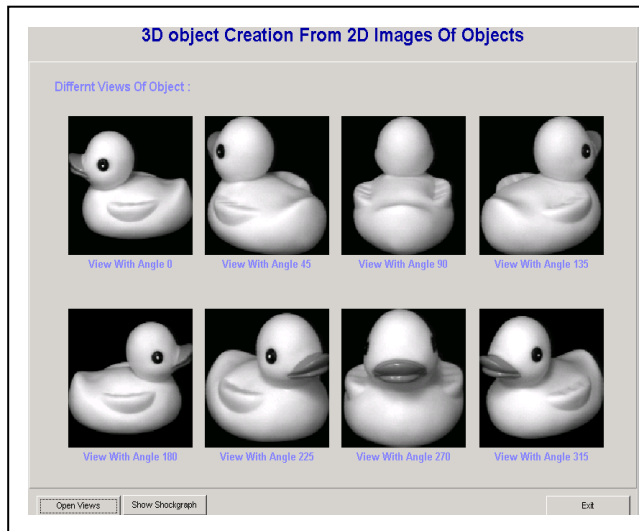 3D object Creation From 2D Images Of Objects
Differnt Views Of Object :
View With Angle 0 View With Angle 45 View With Angle 90 View With Angle 135
View With Angle 180 View With Angle 225 View With Angle 270 View With Angle 315
Open Views Show Shockgraph Exit